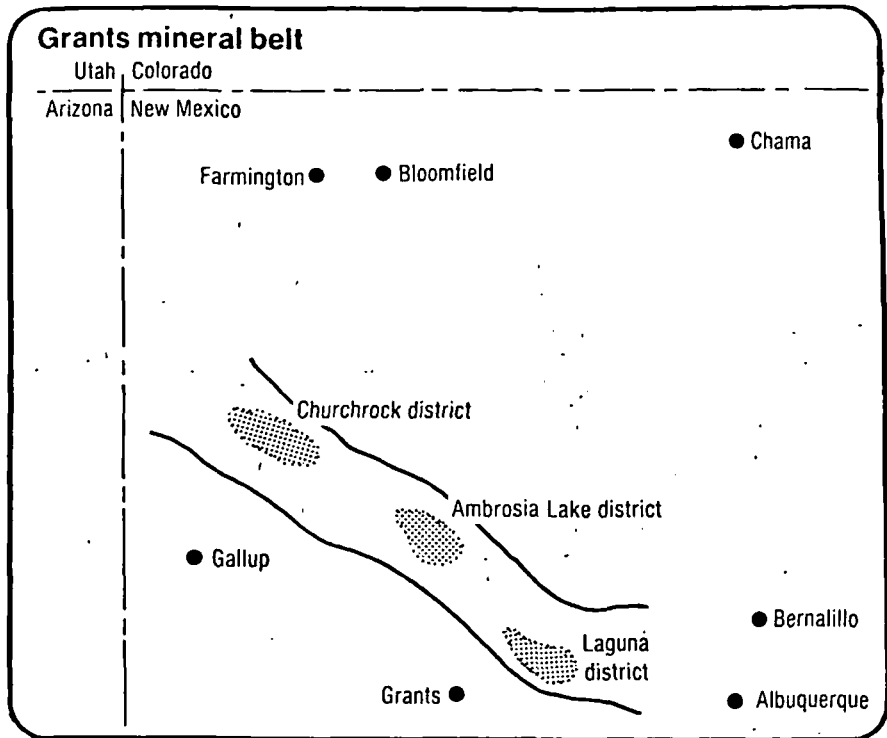 Grants mineral belt
Utah Colorado
Arizona New Mexico
Chama
Farmington Bloomfield
Churchrock district
Ambrosia Lake district
Gallup
Bernalillo
Laguna
district
Grants
Albuquerque